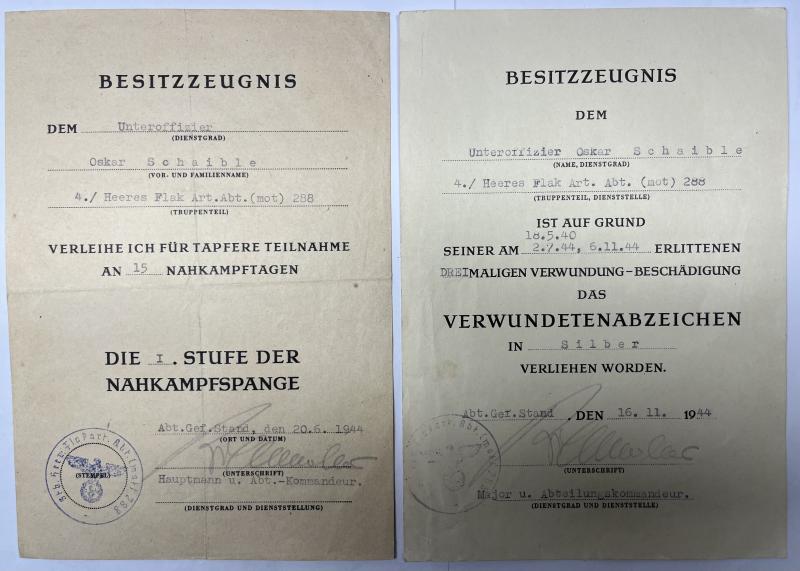 BESITZZEUGNIS
DEM Unteroffizier
(DIENSTGRAD)
Oskar Schaible
(VOR- UND FAMILIENNAME)
4./ Heeres Flak Art.Abt.(mot) 288
(TRUPPENTEIL)
VERLEIHE ICH FÜR TAPFERE TEILNAHME
AN 15 NAHKAMPFTAGEN
DIE I. STUFE DER
NAHKAMPFSPANGE
Abt.Gef.Stand, den 20.6. 1944
(ORT UND DATUM)
(STEMPEL)
(UNTERSCHRIFT)
Hauptmann u. Abt.-Kommandeur.
(DIENSTGRAD UND DIENSTSTELLUNG)
BESITZZEUGNIS
DEM
Unteroffizier Oskar Schaible
(NAME, DIENSTGRAD)
4./ Heeres Flak Art. Abt. (mot) 288
(TRUPPENTEIL, DIENSTSTELLE)
IST AUF GRUND
18.5.40
SEINER AM 2.7.44, 6.11.44 ERLITTENEN
DREIMALIGEN VERWUNDUNG–BESCHÄDIGUNG
DAS
VERWUNDETENABZEICHEN
IN Silber
VERLIEHEN WORDEN.
Abt.Gef.Stand . DEN 16. 11. 1944
(UNTERSCHRIFT)
Major u. Abteilungskommandeur.
(DIENSTGRAD UND DIENSTSTELLE)